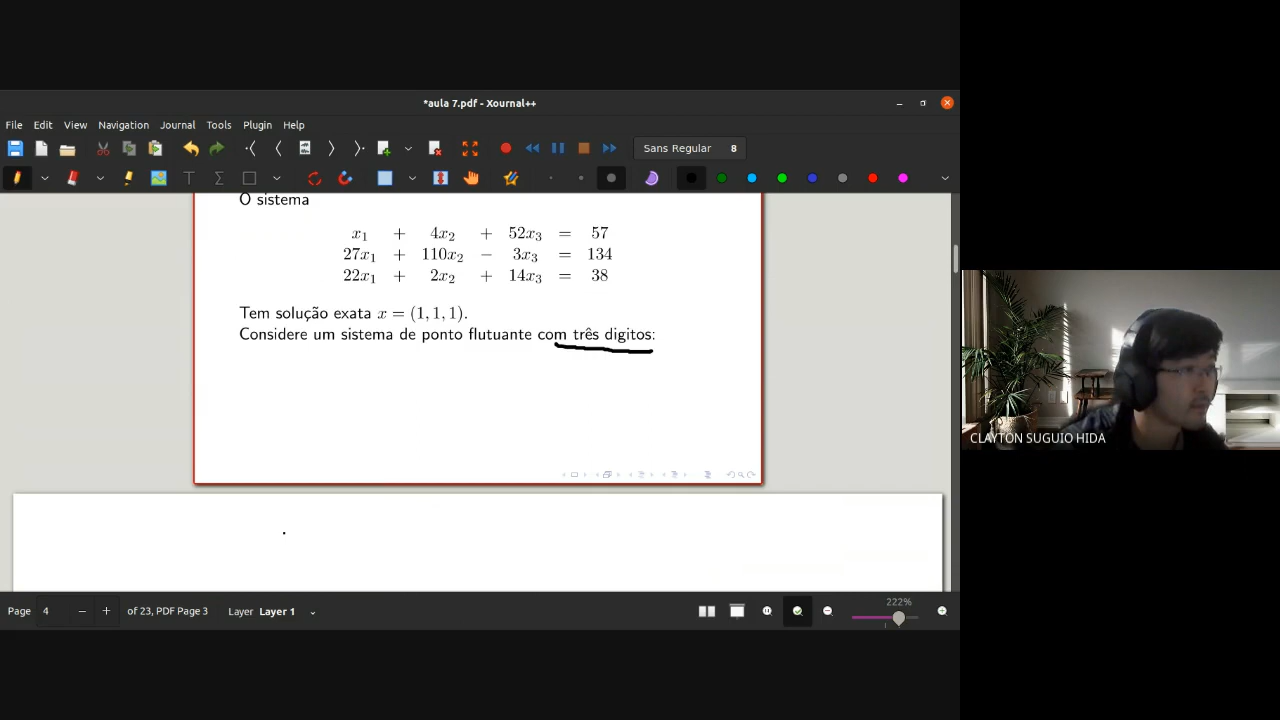 *aula 7.pdf - Xournal++
File Edit View Navigation Journal Tools Plugin Help
Sans Regular 8
O sistema
x₁ + 4x₂ + 52x₃ = 57
27x₁ + 110x₂ − 3x₃ = 134
22x₁ + 2x₂ + 14x₃ = 38
Tem solução exata x = (1, 1, 1).
Considere um sistema de ponto flutuante com três digitos:
CLAYTON SUGUIO HIDA
Page 4 of 23, PDF Page 3 Layer Layer 1 222%